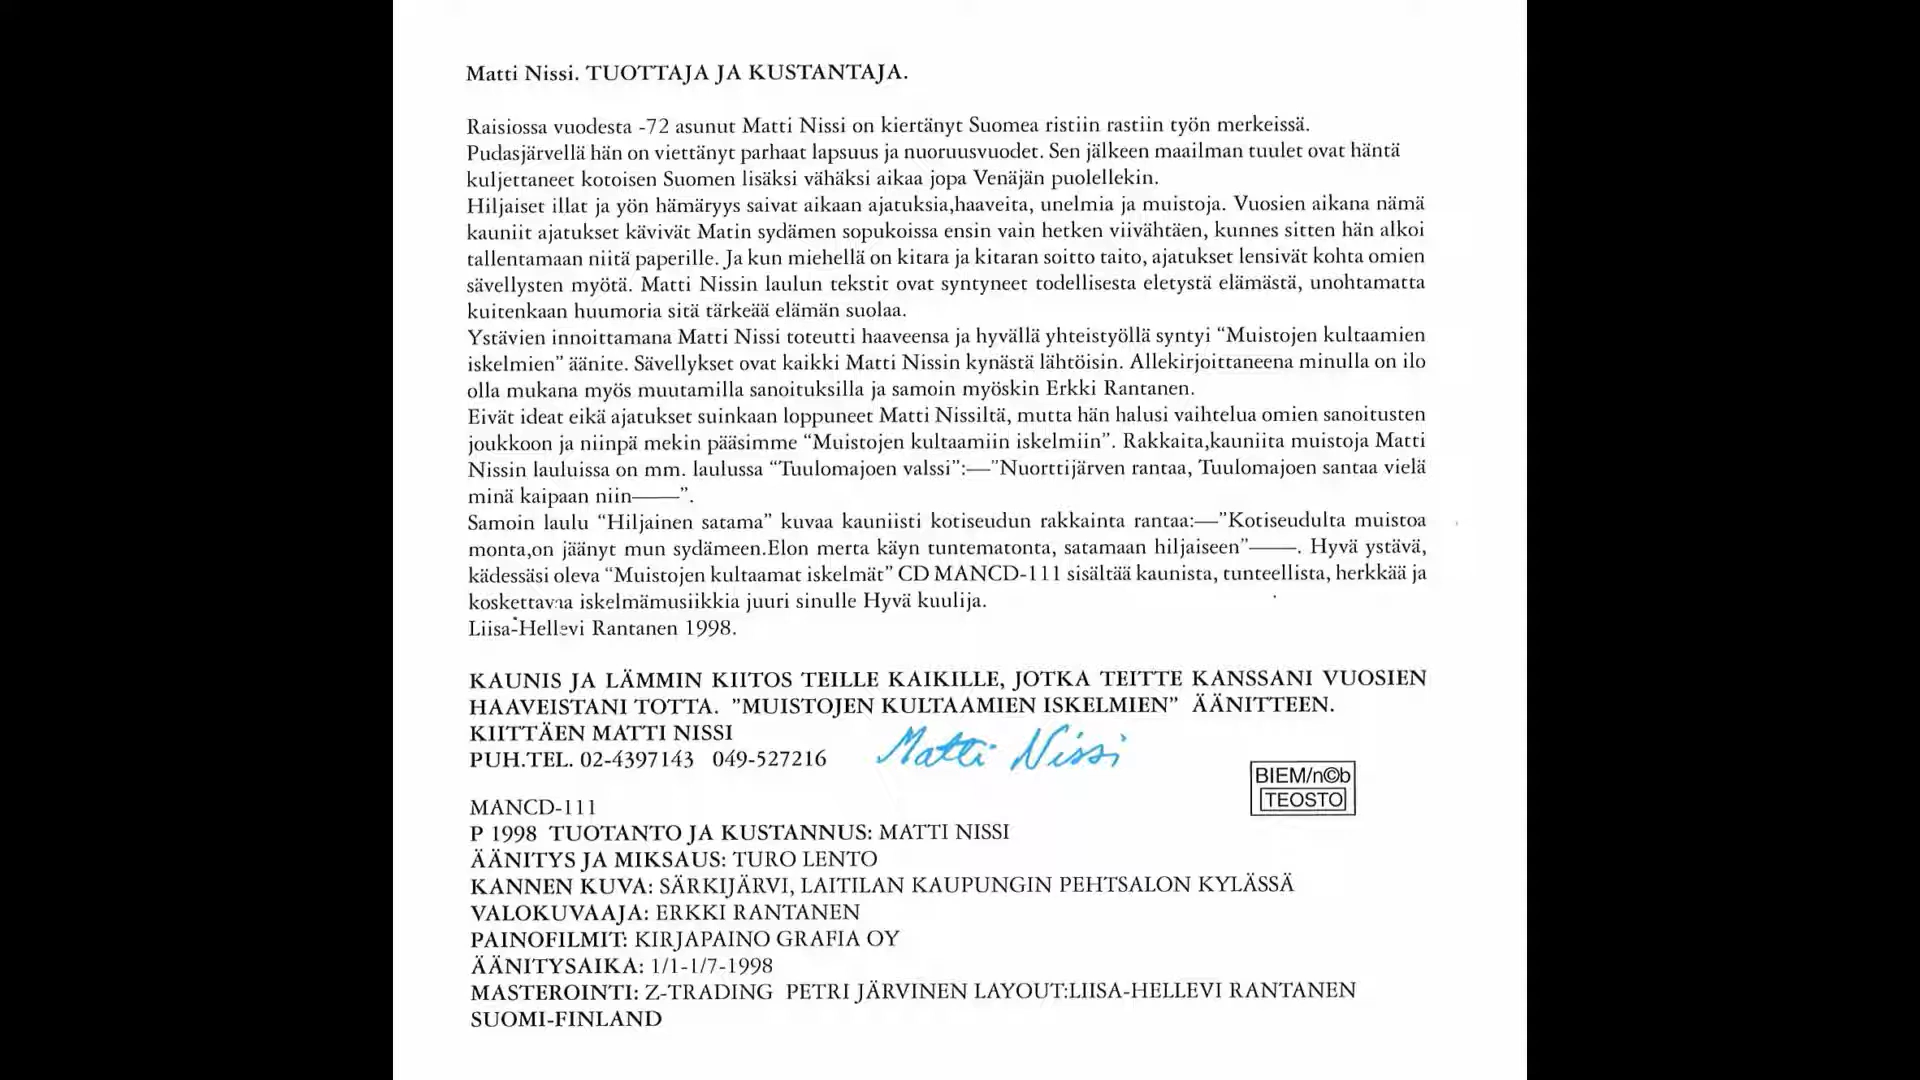 Matti Nissi. TUOTTAJA JA KUSTANTAJA.
Raisiossa vuodesta -72 asunut Matti Nissi on kiertänyt Suomea ristiin rastiin työn merkeissä.
Pudasjärvellä hän on viettänyt parhaat lapsuus ja nuoruusvuodet. Sen jälkeen maailman tuulet ovat häntä
kuljettaneet kotoisen Suomen lisäksi vähäksi aikaa jopa Venäjän puolellekin.
Hiljaiset illat ja yön hämäryys saivat aikaan ajatuksia,haaveita, unelmia ja muistoja. Vuosien aikana nämä
kauniit ajatukset kävivät Matin sydämen sopukoissa ensin vain hetken viivähtäen, kunnes sitten hän alkoi
tallentamaan niitä paperille. Ja kun miehellä on kitara ja kitaran soitto taito, ajatukset lensivät kohta omien
sävellysten myötä. Matti Nissin laulun tekstit ovat syntyneet todellisesta eletystä elämästä, unohtamatta
kuitenkaan huumoria sitä tärkeää elämän suolaa.
Ystävien innoittamana Matti Nissi toteutti haaveensa ja hyvällä yhteistyöllä syntyi “Muistojen kultaamien
iskelmien” äänite. Sävellykset ovat kaikki Matti Nissin kynästä lähtöisin. Allekirjoittaneena minulla on ilo
olla mukana myös muutamilla sanoituksilla ja samoin myöskin Erkki Rantanen.
Eivät ideat eikä ajatukset suinkaan loppuneet Matti Nissiltä, mutta hän halusi vaihtelua omien sanoitusten
joukkoon ja niinpä mekin pääsimme “Muistojen kultaamiin iskelmiin”. Rakkaita,kauniita muistoja Matti
Nissin lauluissa on mm. laulussa “Tuulomajoen valssi”:—”Nuorttijärven rantaa, Tuulomajoen santaa vielä
minä kaipaan niin——”.
Samoin laulu “Hiljainen satama” kuvaa kauniisti kotiseudun rakkainta rantaa:—”Kotiseudulta muistoa
monta,on jäänyt mun sydämeen.Elon merta käyn tuntematonta, satamaan hiljaiseen”——. Hyvä ystävä,
kädessäsi oleva “Muistojen kultaamat iskelmät” CD MANCD-111 sisältää kaunista, tunteellista, herkkää ja
koskettavaa iskelmämusiikkia juuri sinulle Hyvä kuulija.
Liisa-Hellevi Rantanen 1998.
KAUNIS JA LÄMMIN KIITOS TEILLE KAIKILLE, JOTKA TEITTE KANSSANI VUOSIEN
HAAVEISTANI TOTTA. ”MUISTOJEN KULTAAMIEN ISKELMIEN” ÄÄNITTEEN.
KIITTÄEN MATTI NISSI
PUH.TEL. 02-4397143 049-527216
Matti Nissi
BIEM/n©b
TEOSTO
MANCD-111
P 1998 TUOTANTO JA KUSTANNUS: MATTI NISSI
ÄÄNITYS JA MIKSAUS: TURO LENTO
KANNEN KUVA: SÄRKIJÄRVI, LAITILAN KAUPUNGIN PEHTSALON KYLÄSSÄ
VALOKUVAAJA: ERKKI RANTANEN
PAINOFILMIT: KIRJAPAINO GRAFIA OY
ÄÄNITYSAIKA: 1/1-1/7-1998
MASTEROINTI: Z-TRADING PETRI JÄRVINEN LAYOUT:LIISA-HELLEVI RANTANEN
SUOMI-FINLAND